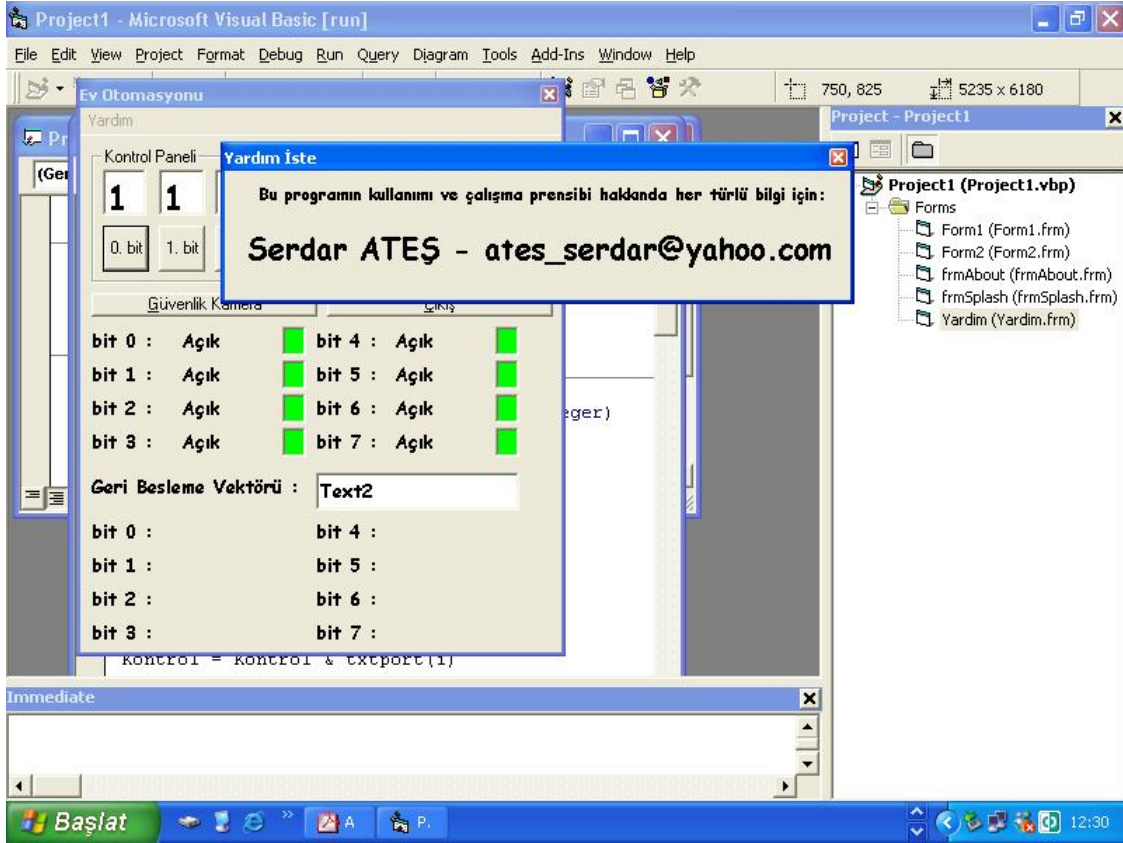 Project1 - Microsoft Visual Basic [run]
File Edit View Project Format Debug Run Query Diagram Tools Add-Ins Window Help
750, 825 5235 x 6180
Ev Otomasyonu
Yardım
Kontrol Paneli
1 1
0. bit 1. bit
Yardım İste
Bu programın kullanımı ve çalışma prensibi hakkında her türlü bilgi için:
Serdar ATEŞ - ates_serdar@yahoo.com
Güvenlik Kamera Çıkış
bit 0 : Açık bit 4 : Açık
bit 1 : Açık bit 5 : Açık
bit 2 : Açık bit 6 : Açık
bit 3 : Açık bit 7 : Açık
Geri Besleme Vektörü : Text2
bit 0 : bit 4 :
bit 1 : bit 5 :
bit 2 : bit 6 :
bit 3 : bit 7 :
Pr
(Ger
eger)
Kontrol = Kontrol & txtport(i)
Project - Project1
Project1 (Project1.vbp)
Forms
Form1 (Form1.frm)
Form2 (Form2.frm)
frmAbout (frmAbout.frm)
frmSplash (frmSplash.frm)
Yardim (Yardim.frm)
Immediate
Başlat A P. 12:30